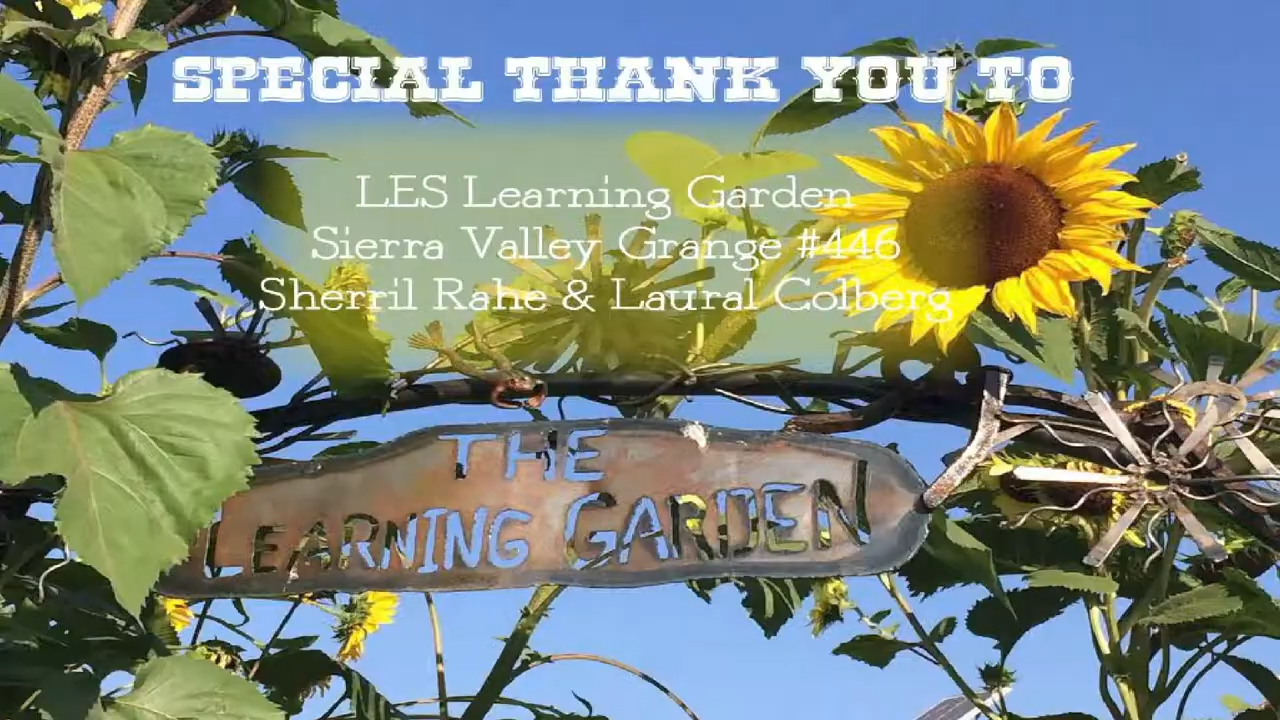 SPECIAL THANK YOU TO
LES Learning Garden
Sierra Valley Grange #446
Sherril Rahe & Laural Colberg
THE
LEARNING GARDEN